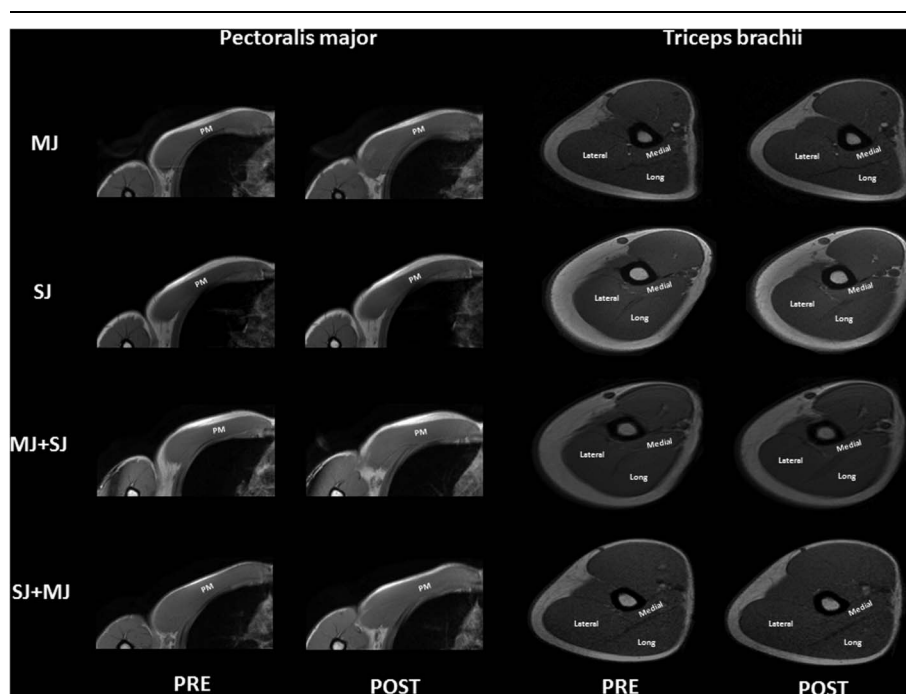 Pectoralis major Triceps brachii
MJ
PM PM
Lateral Medial Lateral Medial
Long Long
SJ
PM PM
Lateral Medial Lateral Medial
Long Long
MJ+SJ
PM PM
Lateral Medial Lateral Medial
Long Long
SJ+MJ
PM PM
Lateral Medial Lateral Medial
Long Long
PRE POST PRE POST